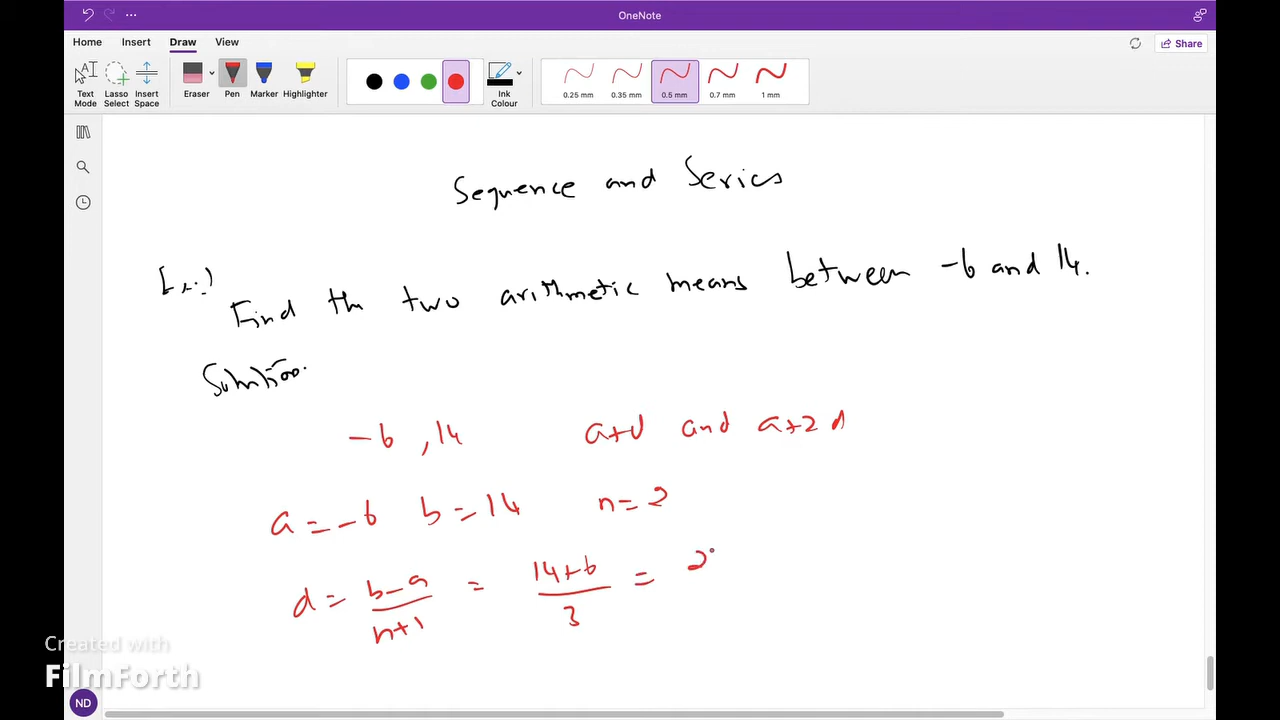 OneNote
Home Insert Draw View
Share
Text Mode
Lasso Select
Insert Space
Eraser
Pen
Marker
Highlighter
Ink Colour
0.25 mm
0.35 mm
0.5 mm
0.7 mm
1 mm
Sequence and Series
Ex:)
Find the two arithmetic means between -6 and 14.
Solution.
-6 , 14 a+d and a+2d
a = -6 b = 14 n = 2
d = b-a / n+1 = 14+6 / 3 = 2
Created with
FilmForth
ND